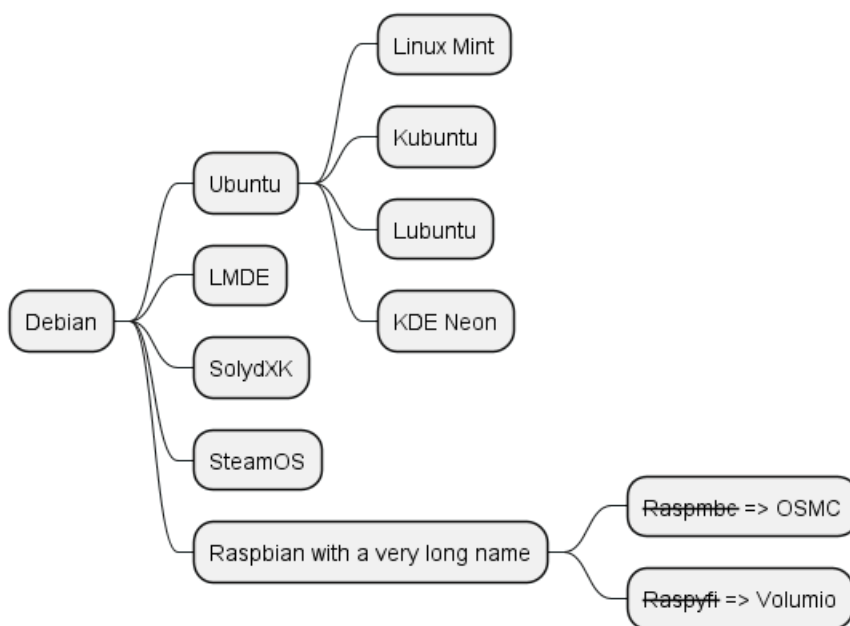 Debian
Ubuntu
Linux Mint
Kubuntu
Lubuntu
KDE Neon
LMDE
SolydXK
SteamOS
Raspbian with a very long name
Raspmbc => OSMC
Raspyfi => Volumio